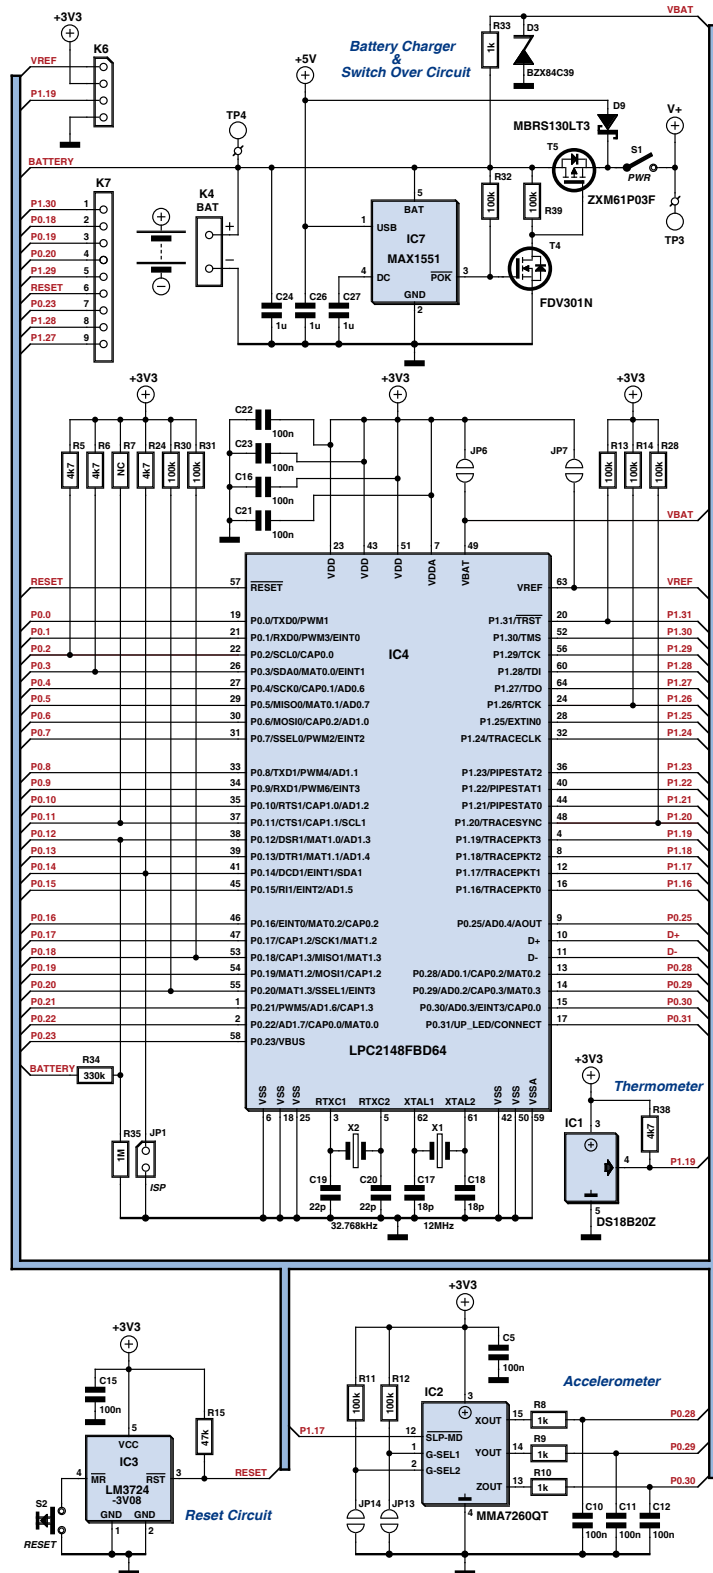 +3V3
K6
VREF
P1.19
Battery Charger
&
Switch Over Circuit
+5V
R33
1k
D3
BZX84C39
VBAT
D9
MBRS130LT3
V+
TP4
BATTERY
T5
S1
PWR
ZXM61P03F
TP3
K7
P1.30 1
P0.18 2
P0.19 3
P0.20 4
P1.29 5
RESET 6
P0.23 7
P1.28 8
P1.27 9
K4
BAT
+
–
5
BAT
1
USB
IC7
MAX1551
4
DC
POK
3
GND
2
R32
100k
R39
100k
T4
FDV301N
C24
1u
C26
1u
C27
1u
+3V3
+3V3
+3V3
R5
4k7
R6
4k7
R7
NC
R24
4k7
R30
100k
R31
100k
C22
100n
C23
100n
C16
100n
C21
100n
JP6
JP7
R13
100k
R14
100k
R28
100k
VBAT
23
VDD
43
VDD
51
VDD
7
VDDA
49
VBAT
RESET 57 RESET
VREF 63 VREF
IC4
P0.0 19 P0.0/TXD0/PWM1
P0.1 21 P0.1/RXD0/PWM3/EINT0
P0.2 22 P0.2/SCL0/CAP0.0
P0.3 26 P0.3/SDA0/MAT0.0/EINT1
P0.4 27 P0.4/SCK0/CAP0.1/AD0.6
P0.5 29 P0.5/MISO0/MAT0.1/AD0.7
P0.6 30 P0.6/MOSI0/CAP0.2/AD1.0
P0.7 31 P0.7/SSEL0/PWM2/EINT2
P0.8 33 P0.8/TXD1/PWM4/AD1.1
P0.9 34 P0.9/RXD1/PWM6/EINT3
P0.10 35 P0.10/RTS1/CAP1.0/AD1.2
P0.11 37 P0.11/CTS1/CAP1.1/SCL1
P0.12 38 P0.12/DSR1/MAT1.0/AD1.3
P0.13 39 P0.13/DTR1/MAT1.1/AD1.4
P0.14 41 P0.14/DCD1/EINT1/SDA1
P0.15 45 P0.15/RI1/EINT2/AD1.5
P0.16 46 P0.16/EINT0/MAT0.2/CAP0.2
P0.17 47 P0.17/CAP1.2/SCK1/MAT1.2
P0.18 53 P0.18/CAP1.3/MISO1/MAT1.3
P0.19 54 P0.19/MAT1.2/MOSI1/CAP1.2
P0.20 55 P0.20/MAT1.3/SSEL1/EINT3
P0.21 1 P0.21/PWM5/AD1.6/CAP1.3
P0.22 2 P0.22/AD1.7/CAP0.0/MAT0.0
P0.23 58 P0.23/VBUS
P1.31/TRST 20 P1.31
P1.30/TMS 52 P1.30
P1.29/TCK 56 P1.29
P1.28/TDI 60 P1.28
P1.27/TDO 64 P1.27
P1.26/RTCK 24 P1.26
P1.25/EXTIN0 28 P1.25
P1.24/TRACECLK 32 P1.24
P1.23/PIPESTAT2 36 P1.23
P1.22/PIPESTAT1 40 P1.22
P1.21/PIPESTAT0 44 P1.21
P1.20/TRACESYNC 48 P1.20
P1.19/TRACEPKT3 4 P1.19
P1.18/TRACEPKT2 8 P1.18
P1.17/TRACEPKT1 12 P1.17
P1.16/TRACEPKT0 16 P1.16
P0.25/AD0.4/AOUT 9 P0.25
D+ 10 D+
D- 11 D-
P0.28/AD0.1/CAP0.2/MAT0.2 13 P0.28
P0.29/AD0.2/CAP0.3/MAT0.3 14 P0.29
P0.30/AD0.3/EINT3/CAP0.0 15 P0.30
P0.31/UP_LED/CONNECT 17 P0.31
LPC2148FBD64
BATTERY
R34
330k
VSS VSS VSS RTXC1 RTXC2 XTAL1 XTAL2 VSS VSS VSSA
6 18 25 3 5 62 61 42 50 59
R35
1M
JP1
ISP
X2
X1
C19
22p
C20
22p
C17
18p
C18
18p
32.768kHz
12MHz
+3V3
Thermometer
R38
4k7
IC1
3
4
P1.19
5
DS18B20Z
+3V3
C15
100n
R15
47k
5
VCC
IC3
4
MR
RST
3
RESET
LM3724
-3V08
GND GND
1 2
S2
RESET
Reset Circuit
+3V3
C5
100n
R11
100k
R12
100k
IC2
3
Accelerometer
P1.17
12
SLP-MD
1
G-SEL1
2
G-SEL2
XOUT 15
YOUT 14
ZOUT 13
R8
1k
R9
1k
R10
1k
P0.28
P0.29
P0.30
JP14
JP13
4
MMA7260QT
C10
100n
C11
100n
C12
100n